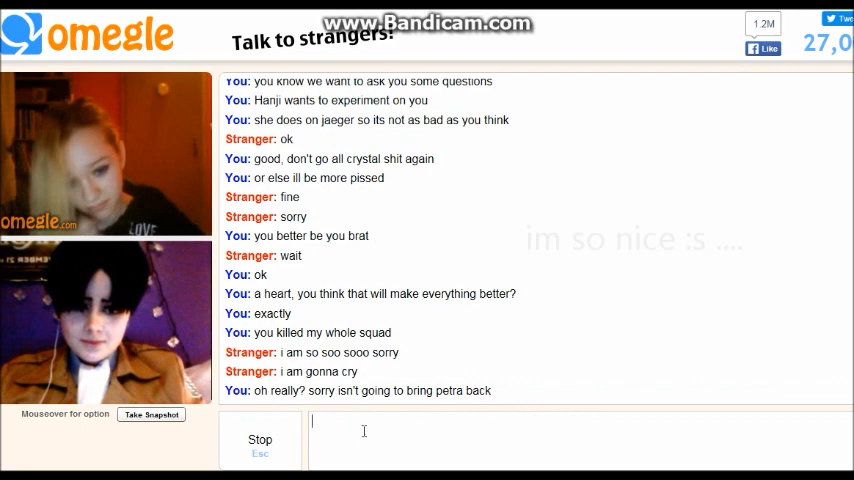 www.Bandicam.com
omegle
Talk to strangers!
1.2M
Like
27,0
You: you know we want to ask you some questions
You: Hanji wants to experiment on you
You: she does on jaeger so its not as bad as you think
Stranger: ok
You: good, don't go all crystal shit again
You: or else ill be more pissed
Stranger: fine
Stranger: sorry
You: you better be you brat
Stranger: wait
You: ok
You: a heart, you think that will make everything better?
You: exactly
You: you killed my whole squad
Stranger: i am so soo sooo sorry
Stranger: i am gonna cry
You: oh really? sorry isn't going to bring petra back
im so nice :s ....
LOVE
omegle.com
Mouseover for option
Take Snapshot
Stop
Esc